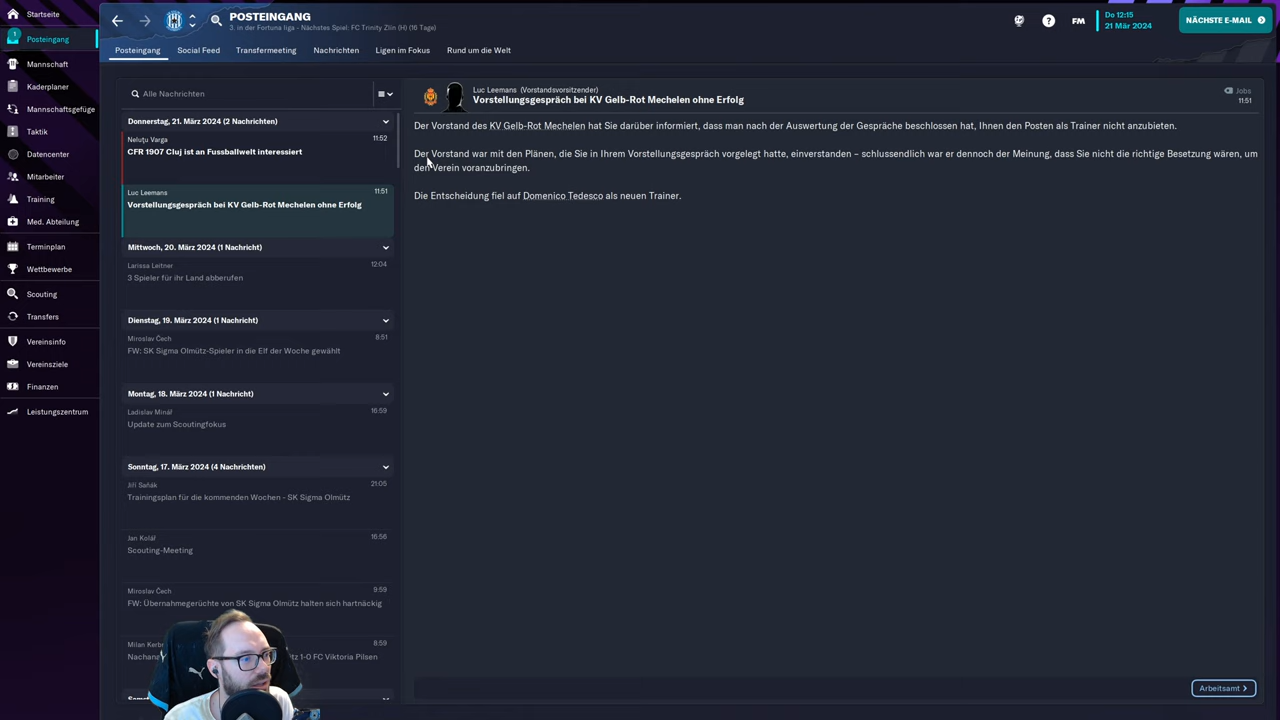 Startseite
1
Posteingang
Mannschaft
Kaderplaner
Mannschaftsgefüge
Taktik
Datencenter
Mitarbeiter
Training
Med. Abteilung
Terminplan
Wettbewerbe
Scouting
Transfers
Vereinsinfo
Vereinsziele
Finanzen
Leistungszentrum
POSTEINGANG
3. in der Fortuna liga - Nächstes Spiel: FC Trinity Zlín (H) (16 Tage)
FM
Do 12:15
21 Mär 2024
NÄCHSTE E-MAIL
Posteingang Social Feed Transfermeeting Nachrichten Ligen im Fokus Rund um die Welt
Alle Nachrichten
Donnerstag, 21. März 2024 (2 Nachrichten)
Neluțu Varga 11:52
CFR 1907 Cluj ist an Fussballwelt interessiert
Luc Leemans 11:51
Vorstellungsgespräch bei KV Gelb-Rot Mechelen ohne Erfolg
Mittwoch, 20. März 2024 (1 Nachricht)
Larissa Leitner 12:04
3 Spieler für ihr Land abberufen
Dienstag, 19. März 2024 (1 Nachricht)
Miroslav Čech 8:51
FW: SK Sigma Olmütz-Spieler in die Elf der Woche gewählt
Montag, 18. März 2024 (1 Nachricht)
Ladislav Minář 16:59
Update zum Scoutingfokus
Sonntag, 17. März 2024 (4 Nachrichten)
Jiří Saňák 21:05
Trainingsplan für die kommenden Wochen - SK Sigma Olmütz
Jan Kolář 16:56
Scouting-Meeting
Miroslav Čech 9:59
FW: Übernahmegerüchte von SK Sigma Olmütz halten sich hartnäckig
Milan Kerbr 8:59
1-0 FC Viktoria Pilsen
Luc Leemans (Vorstandsvorsitzender)
Vorstellungsgespräch bei KV Gelb-Rot Mechelen ohne Erfolg
Jobs
11:51
Der Vorstand des KV Gelb-Rot Mechelen hat Sie darüber informiert, dass man nach der Auswertung der Gespräche beschlossen hat, Ihnen den Posten als Trainer nicht anzubieten.
Der Vorstand war mit den Plänen, die Sie in Ihrem Vorstellungsgespräch vorgelegt hatte, einverstanden – schlussendlich war er dennoch der Meinung, dass Sie nicht die richtige Besetzung wären, um
den Verein voranzubringen.
Die Entscheidung fiel auf Domenico Tedesco als neuen Trainer.
Arbeitsamt